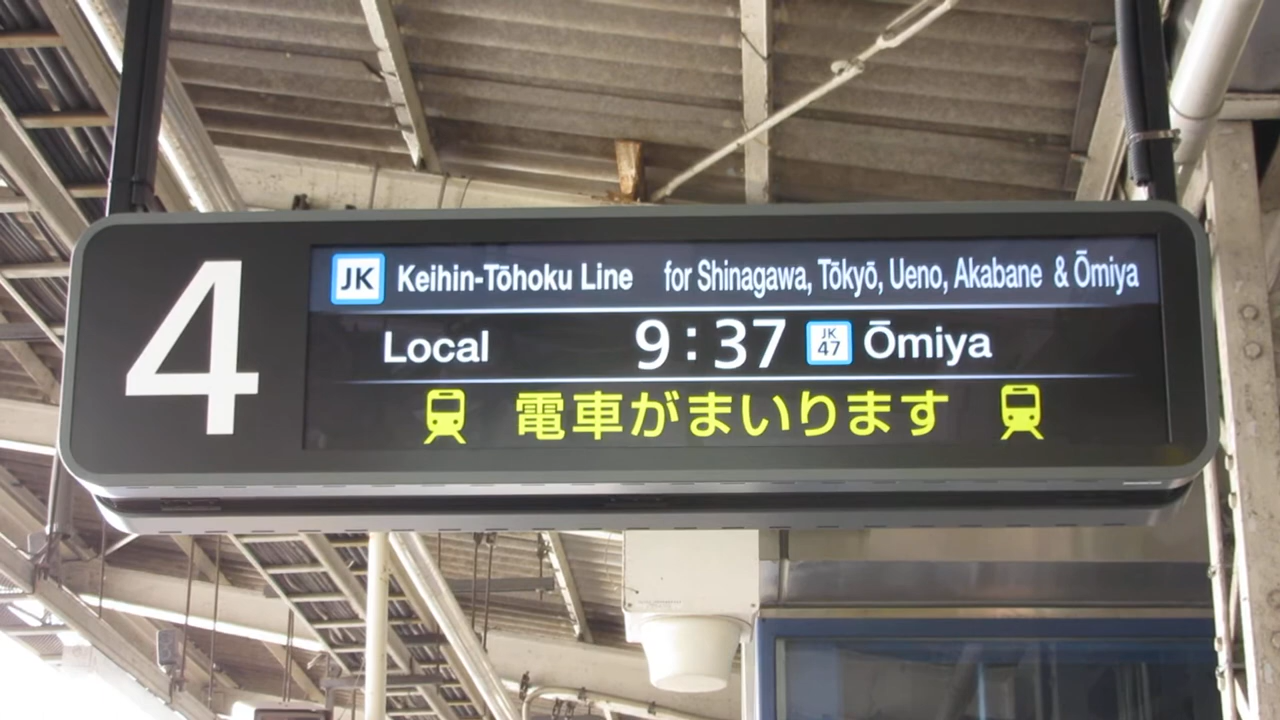 4
JK Keihin-Tōhoku Line for Shinagawa, Tōkyō, Ueno, Akabane & Ōmiya
Local 9:37 JK 47 Ōmiya
電車がまいります